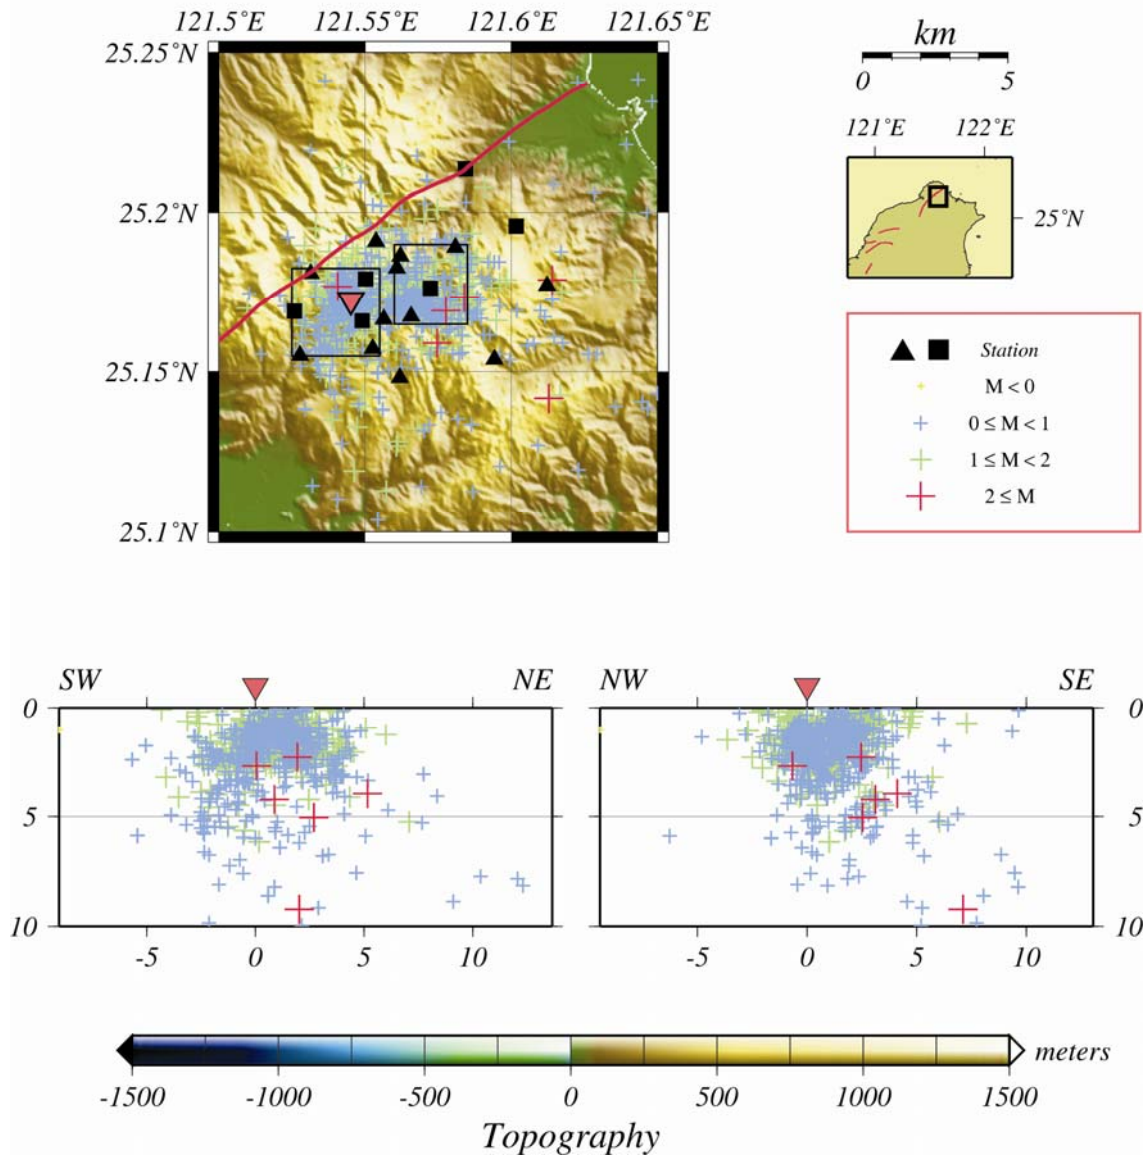 121.5˚E 121.55˚E 121.6˚E 121.65˚E
25.25˚N
25.2˚N
25.15˚N
25.1˚N
km
0 5
121˚E 122˚E
25˚N
Station
M < 0
0 ≤ M < 1
1 ≤ M < 2
2 ≤ M
SW NE
0
5
10
-5 0 5 10
NW SE
0
5
10
-5 0 5 10
meters
-1500 -1000 -500 0 500 1000 1500
Topography